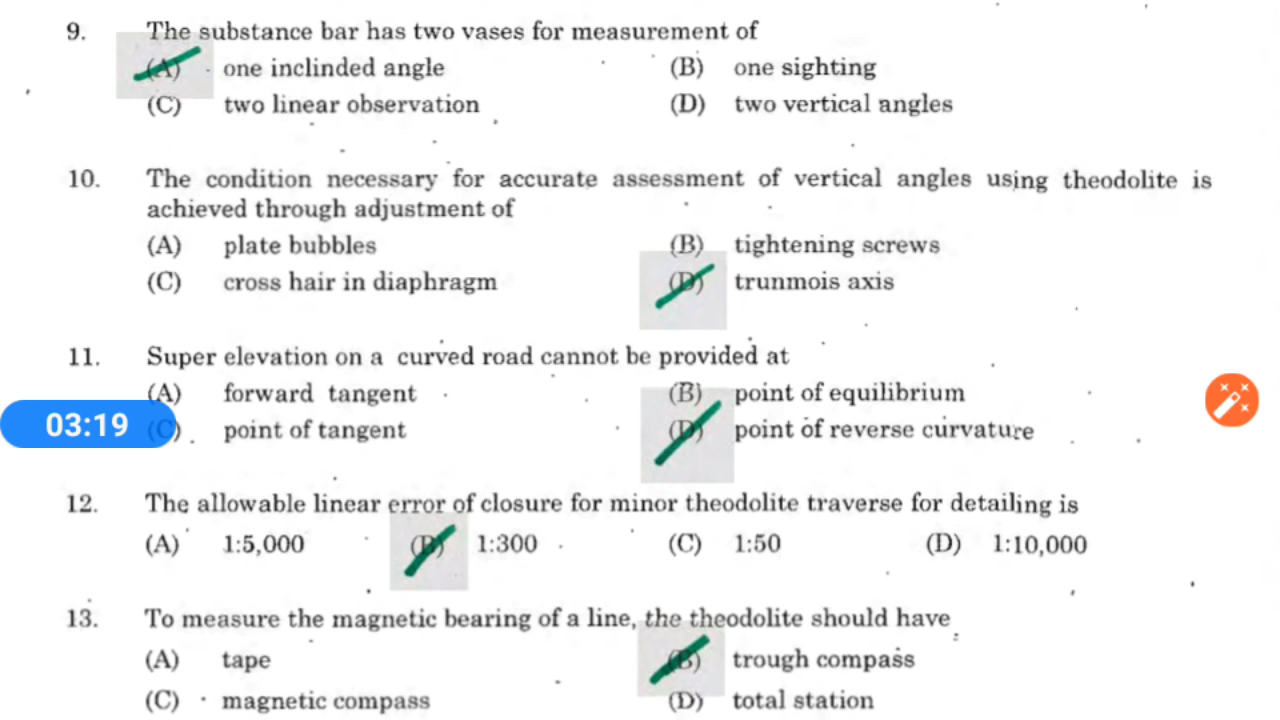 9. The substance bar has two vases for measurement of
(A) one inclinded angle (B) one sighting
(C) two linear observation (D) two vertical angles
10. The condition necessary for accurate assessment of vertical angles using theodolite is
achieved through adjustment of
(A) plate bubbles (B) tightening screws
(C) cross hair in diaphragm (D) trunmois axis
11. Super elevation on a curved road cannot be provided at
(A) forward tangent (B) point of equilibrium
03:19
(C) point of tangent (D) point of reverse curvature
12. The allowable linear error of closure for minor theodolite traverse for detailing is
(A) 1:5,000 (B) 1:300 (C) 1:50 (D) 1:10,000
13. To measure the magnetic bearing of a line, the theodolite should have
(A) tape (B) trough compass
(C) magnetic compass (D) total station